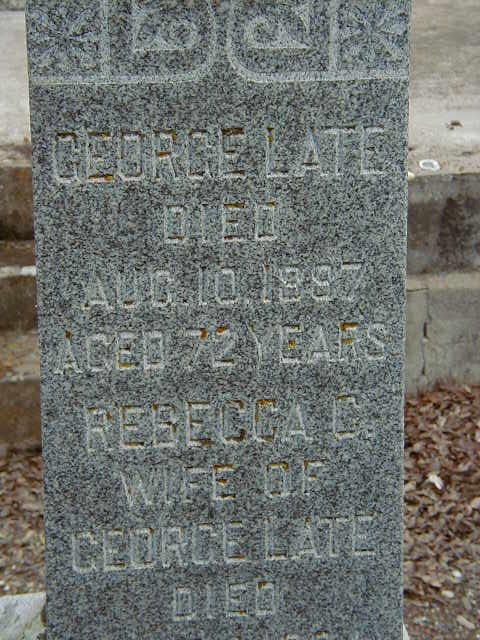 GEORGE LATE
DIED
AUG. 10. 1897
AGED 72 YEARS
REBECCA C.
WIFE OF
GEORGE LATE
DIED